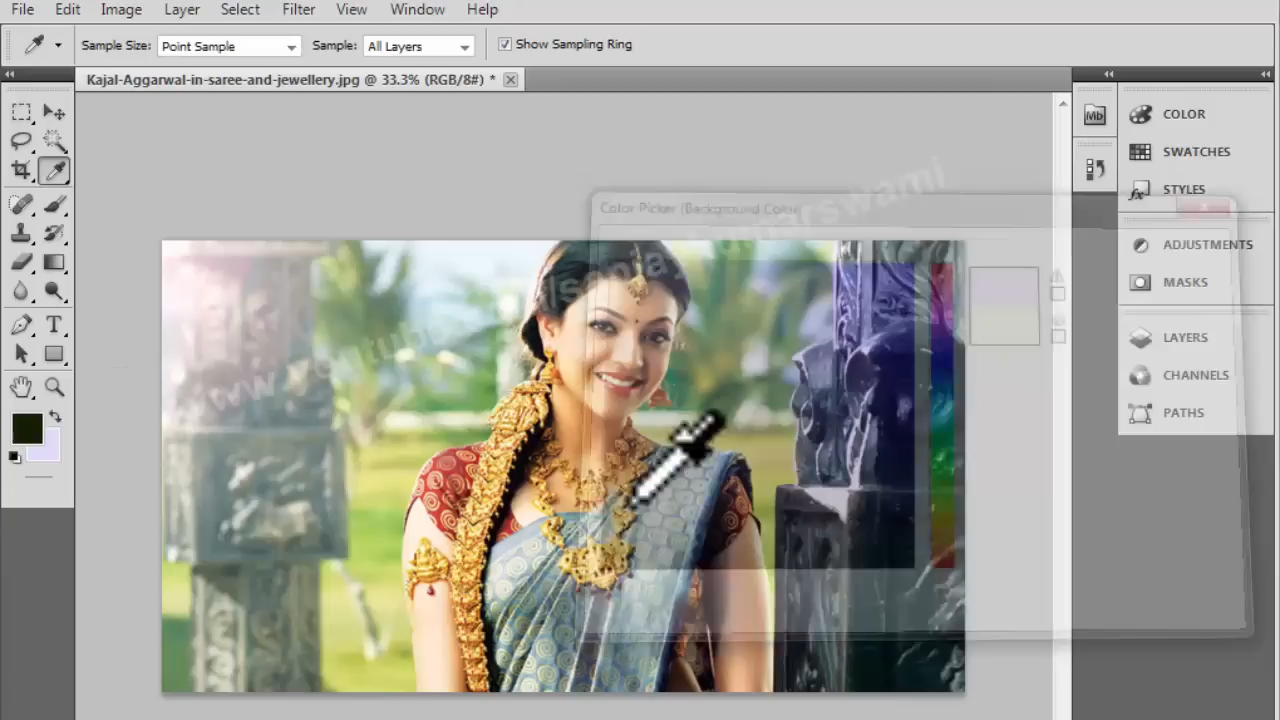 File Edit Image Layer Select Filter View Window Help
Sample Size: Point Sample Sample: All Layers Show Sampling Ring
Kajal-Aggarwal-in-saree-and-jewellery.jpg @ 33.3% (RGB/8#) *
Mb COLOR
SWATCHES
STYLES
Color Picker (Background Color
ADJUSTMENTS
MASKS
LAYERS
CHANNELS
PATHS